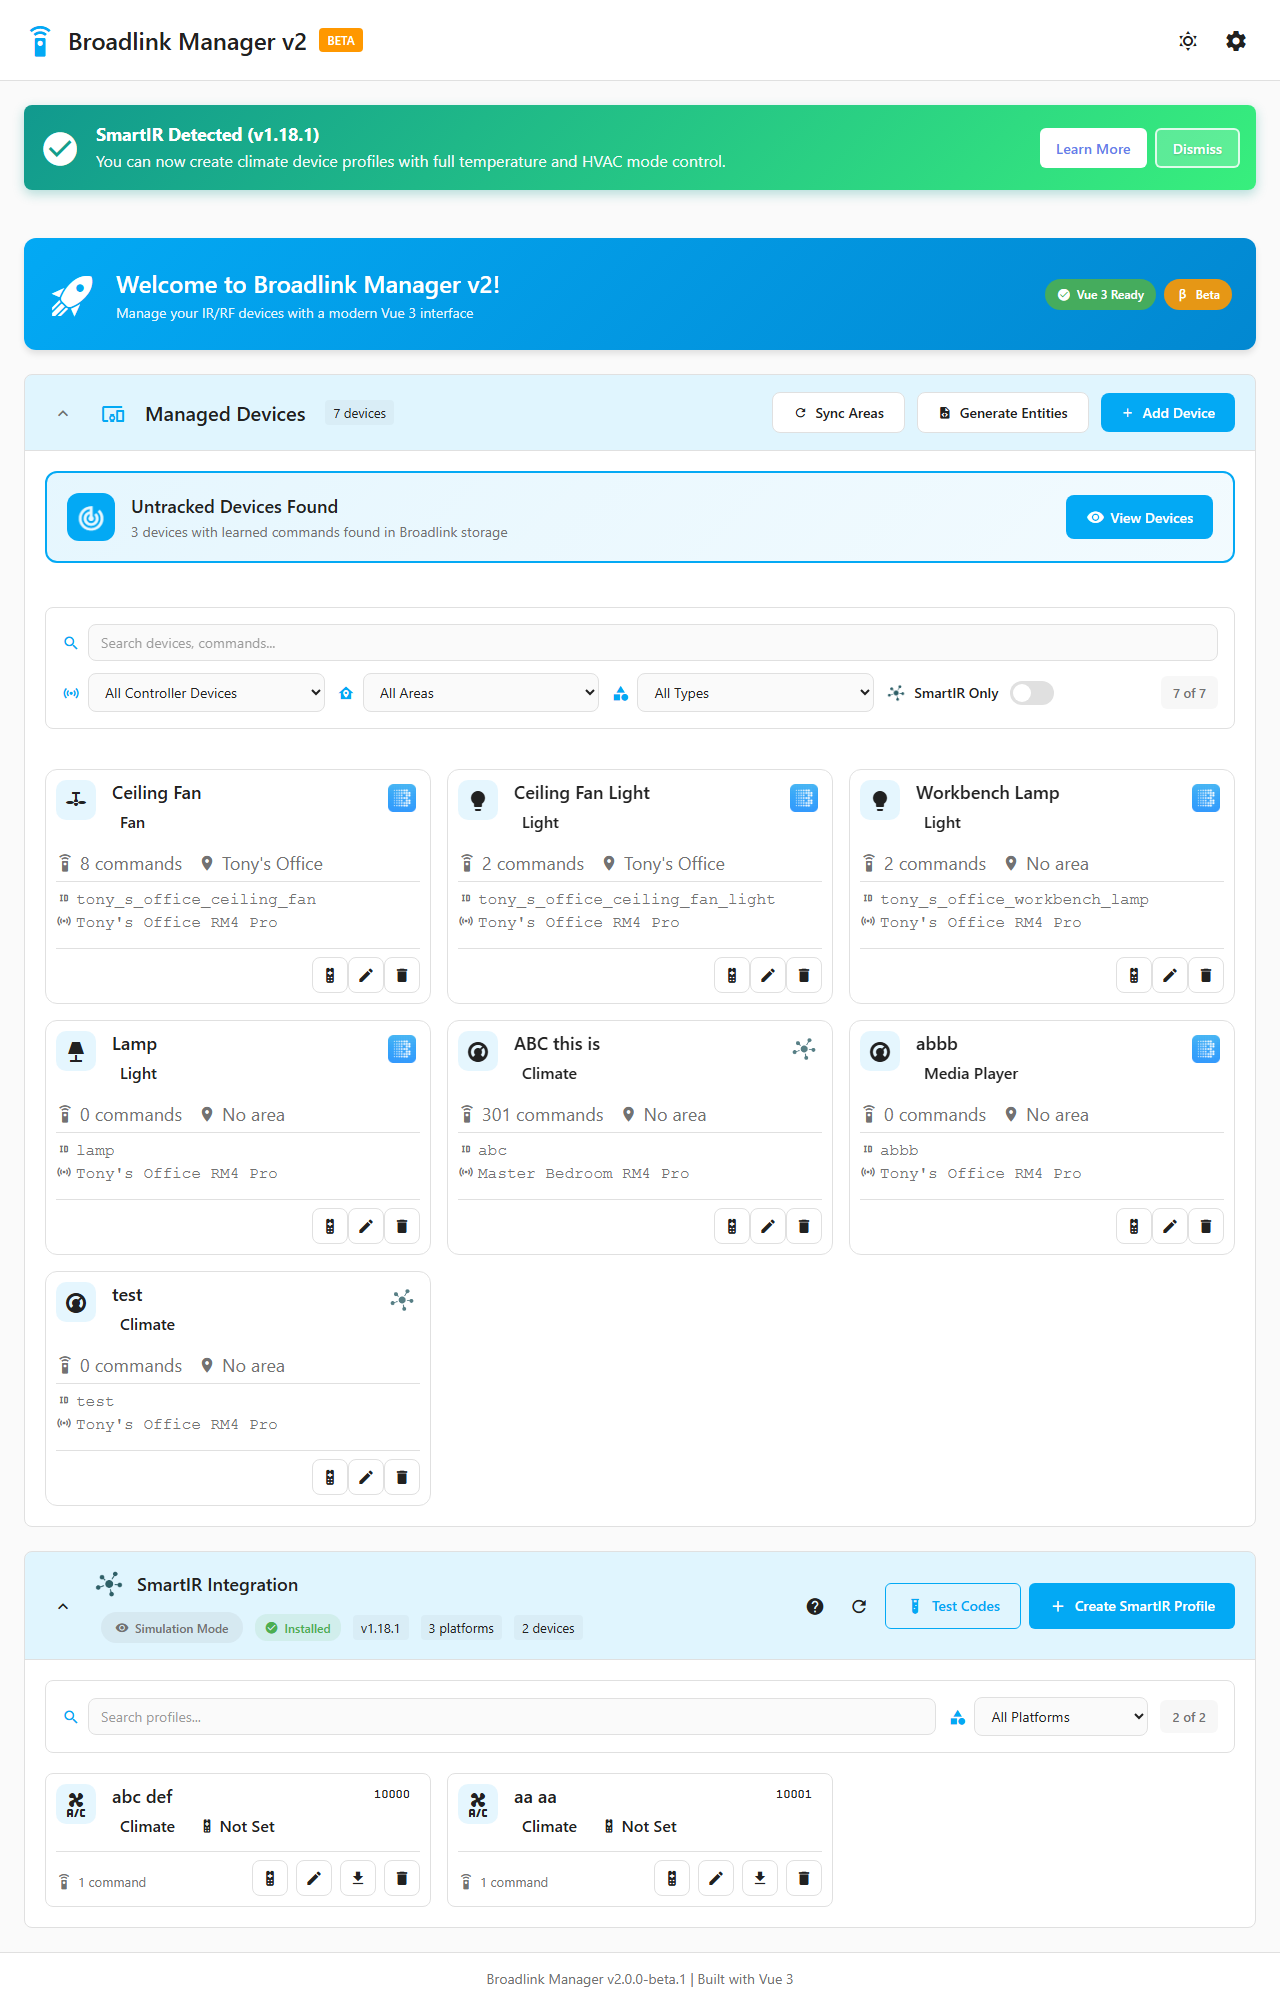 Broadlink Manager v2 BETA
SmartIR Detected (v1.18.1)
You can now create climate device profiles with full temperature and HVAC mode control.
Learn More Dismiss
Welcome to Broadlink Manager v2!
Manage your IR/RF devices with a modern Vue 3 interface
Vue 3 Ready β Beta
Managed Devices 7 devices Sync Areas Generate Entities + Add Device
Untracked Devices Found
3 devices with learned commands found in Broadlink storage
View Devices
Search devices, commands...
All Controller Devices All Areas All Types SmartIR Only 7 of 7
Ceiling Fan
Fan
8 commands Tony's Office
ID tony_s_office_ceiling_fan
Tony's Office RM4 Pro
Ceiling Fan Light
Light
2 commands Tony's Office
ID tony_s_office_ceiling_fan_light
Tony's Office RM4 Pro
Workbench Lamp
Light
2 commands No area
ID tony_s_office_workbench_lamp
Tony's Office RM4 Pro
Lamp
Light
0 commands No area
ID lamp
Tony's Office RM4 Pro
ABC this is
Climate
301 commands No area
ID abc
Master Bedroom RM4 Pro
abbb
Media Player
0 commands No area
ID abbb
Tony's Office RM4 Pro
test
Climate
0 commands No area
ID test
Tony's Office RM4 Pro
SmartIR Integration
Simulation Mode Installed v1.18.1 3 platforms 2 devices
Test Codes + Create SmartIR Profile
Search profiles... All Platforms 2 of 2
abc def 10000
A/C Climate Not Set
1 command
aa aa 10001
A/C Climate Not Set
1 command
Broadlink Manager v2.0.0-beta.1 | Built with Vue 3